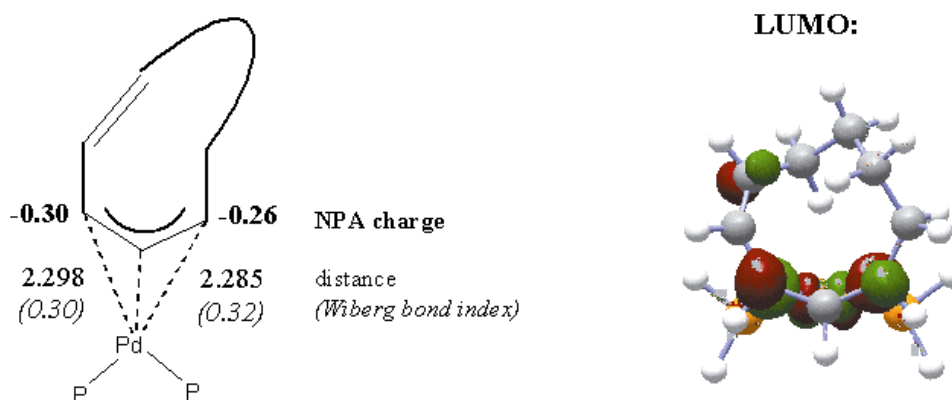 LUMO:
-0.30 -0.26 NPA charge
2.298 2.285 distance
(0.30) (0.32) (Wiberg bond index)
Pd
P P